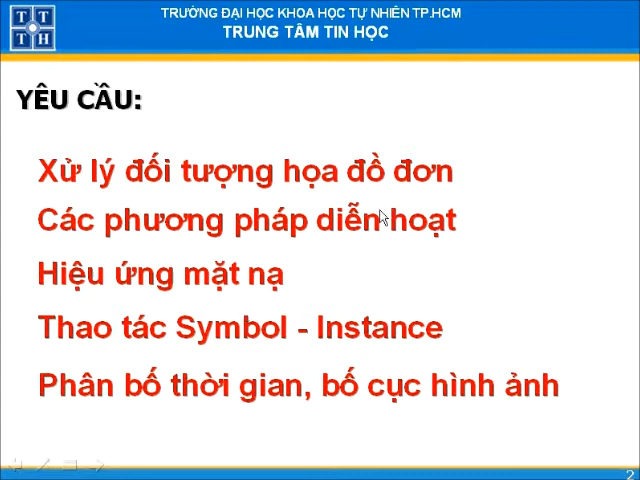 TRƯỜNG ĐẠI HỌC KHOA HỌC TỰ NHIÊN TP.HCM
TRUNG TÂM TIN HỌC
T T
T H
YÊU CẦU:
Xử lý đối tượng họa đồ đơn
Các phương pháp diễn hoạt
Hiệu ứng mặt nạ
Thao tác Symbol - Instance
Phân bố thời gian, bố cục hình ảnh
2